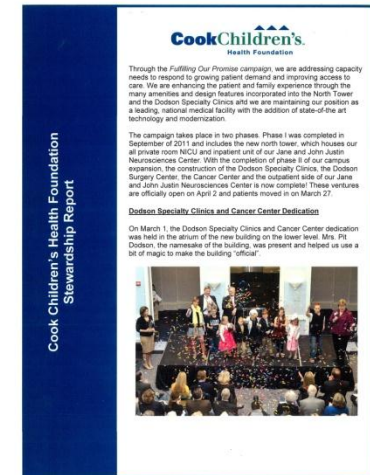 CookChildren's.
Health Foundation
Cook Children's Health Foundation
Stewardship Report
Through the Fulfilling Our Promise campaign, we are addressing capacity
needs to respond to growing patient demand and improving access to
care. We are enhancing the patient and family experience through the
many amenities and design features incorporated into the North Tower
and the Dodson Specialty Clinics and we are maintaining our position as
a leading, national medical facility with the addition of state-of-the art
technology and modernization.
The campaign takes place in two phases. Phase I was completed in
September of 2011 and includes the new north tower, which houses our
all private room NICU and inpatient unit of our Jane and John Justin
Neurosciences Center. With the completion of phase II of our campus
expansion, the construction of the Dodson Specialty Clinics, the Dodson
Surgery Center, the Cancer Center and the outpatient side of our Jane
and John Justin Neurosciences Center is now complete! These ventures
are officially open on April 2 and patients moved in on March 27.
Dodson Specialty Clinics and Cancer Center Dedication
On March 1, the Dodson Specialty Clinics and Cancer Center dedication
was held in the atrium of the new building on the lower level. Mrs. Pit
Dodson, the namesake of the building, was present and helped us use a
bit of magic to make the building "official".